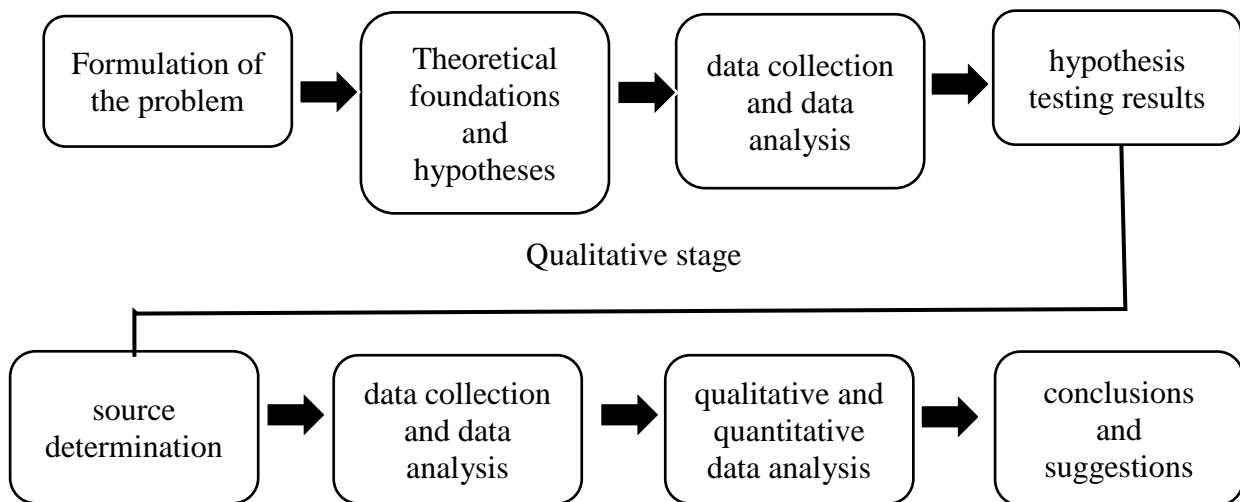 Formulation of
the problem
Theoretical
foundations
and
hypotheses
data collection
and data
analysis
hypothesis
testing results
Qualitative stage
source
determination
data collection
and data
analysis
qualitative and
quantitative
data analysis
conclusions
and
suggestions